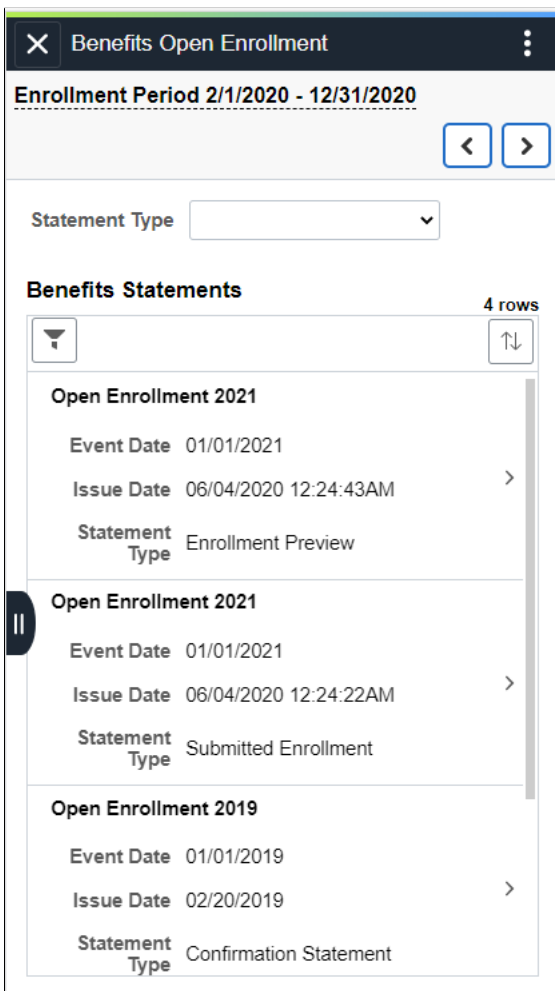 Benefits Open Enrollment
Enrollment Period 2/1/2020 - 12/31/2020
Statement Type
Benefits Statements
4 rows
Open Enrollment 2021
Event Date 01/01/2021
Issue Date 06/04/2020 12:24:43AM
Statement
Type Enrollment Preview
Open Enrollment 2021
Event Date 01/01/2021
Issue Date 06/04/2020 12:24:22AM
Statement
Type Submitted Enrollment
Open Enrollment 2019
Event Date 01/01/2019
Issue Date 02/20/2019
Statement
Type Confirmation Statement